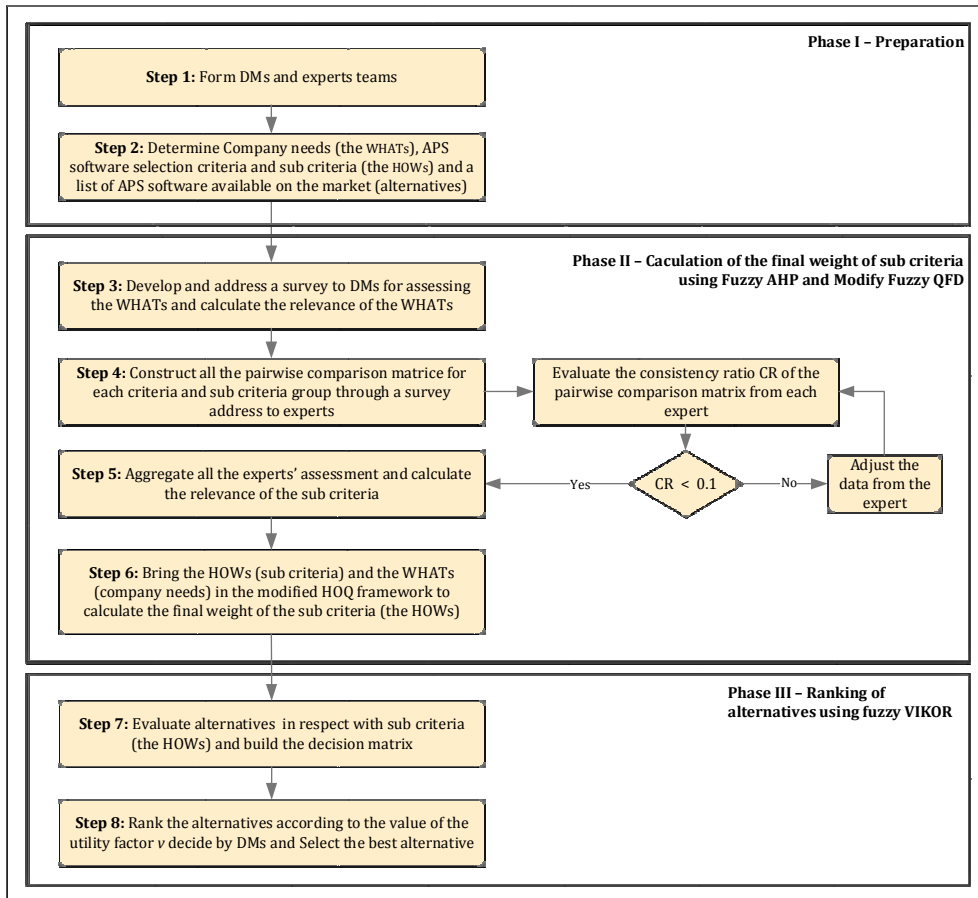 Phase I – Preparation
Step 1: Form DMs and experts teams
Step 2: Determine Company needs (the WHATs), APS
software selection criteria and sub criteria (the HOWs) and a
list of APS software available on the market (alternatives)
Phase II – Caculation of the final weight of sub criteria
using Fuzzy AHP and Modify Fuzzy QFD
Step 3: Develop and address a survey to DMs for assessing
the WHATs and calculate the relevance of the WHATs
Step 4: Construct all the pairwise comparison matrice for
each criteria and sub criteria group through a survey
address to experts
Evaluate the consistency ratio CR of the
pairwise comparison matrix from each
expert
CR < 0.1
Yes
No
Adjust the
data from the
expert
Step 5: Aggregate all the experts’ assessment and calculate
the relevance of the sub criteria
Step 6: Bring the HOWs (sub criteria) and the WHATs
(company needs) in the modified HOQ framework to
calculate the final weight of the sub criteria (the HOWs)
Phase III – Ranking of
alternatives using fuzzy VIKOR
Step 7: Evaluate alternatives in respect with sub criteria
(the HOWs) and build the decision matrix
Step 8: Rank the alternatives according to the value of the
utility factor v decide by DMs and Select the best alternative